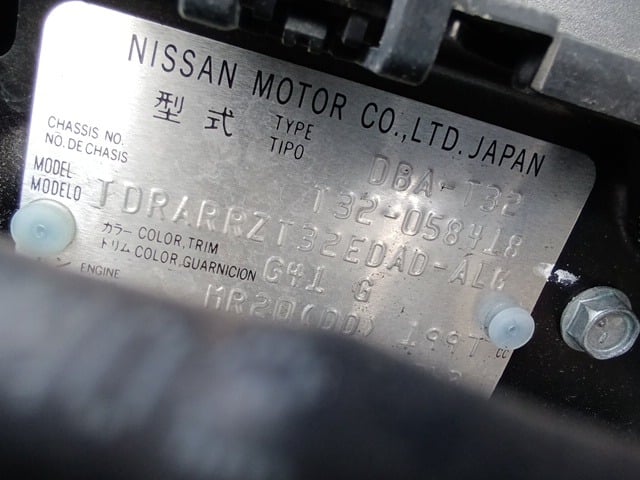 NISSAN MOTOR CO.,LTD. JAPAN
型式 TYPE TIPO DBA-T32
CHASSIS NO. NO. DE CHASIS T32-058418
MODEL MODELO TDRARRZT32EDAD-AL
カラー COLOR,TRIM
トリム COLOR,GUARNICION G41 G
ENGINE MR20(DD) 1997 CC